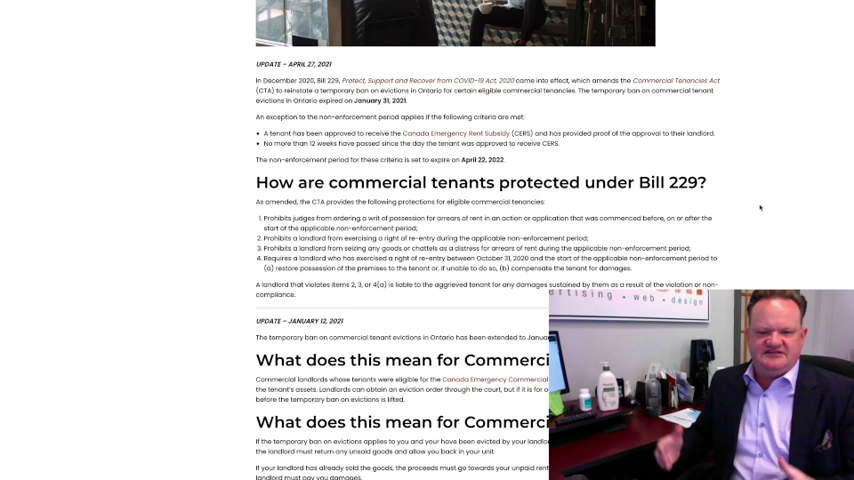 UPDATE – APRIL 27, 2021
In December 2020, Bill 229, Protect, Support and Recover from COVID-19 Act, 2020 came into effect, which amends the Commercial Tenancies Act
(CTA) to reinstate a temporary ban on evictions in Ontario for certain eligible commercial tenancies. The temporary ban on commercial tenant
evictions in Ontario expired on January 31, 2021.
An exception to the non-enforcement period applies if the following criteria are met:
• A tenant has been approved to receive the Canada Emergency Rent Subsidy (CERS) and has provided proof of the approval to their landlord.
• No more than 12 weeks have passed since the day the tenant was approved to receive CERS.
The non-enforcement period for these criteria is set to expire on April 22, 2022.
How are commercial tenants protected under Bill 229?
As amended, the CTA provides the following protections for eligible commercial tenancies:
1. Prohibits judges from ordering a writ of possession for arrears of rent in an action or application that was commenced before, on or after the
start of the applicable non-enforcement period;
2. Prohibits a landlord from exercising a right of re-entry during the applicable non-enforcement period;
3. Prohibits a landlord from seizing any goods or chattels as a distress for arrears of rent during the applicable non-enforcement period;
4. Requires a landlord who has exercised a right of re-entry between October 31, 2020 and the start of the applicable non-enforcement period to
(a) restore possession of the premises to the tenant or, if unable to do so, (b) compensate the tenant for damages.
A landlord that violates items 2, 3, or 4(a) is liable to the aggrieved tenant for any damages sustained by them as a result of the violation or non-
compliance.
UPDATE – JANUARY 12, 2021
The temporary ban on commercial tenant evictions in Ontario has been extended to
What does this mean for
Commercial landlords whose tenants were eligible for the Canada Emergency Commercial
the tenant's assets. Landlords can obtain an eviction order through the court, but if it is for
before the temporary ban on evictions is lifted.
What does this mean for
If the temporary ban on evictions applies to you and your have been evicted by your
the landlord must return any unsold goods and allow you back in your unit.
If your landlord has already sold the goods, the proceeds must go towards your unpaid rent
landlord must pay you damages.
ertising • web • design